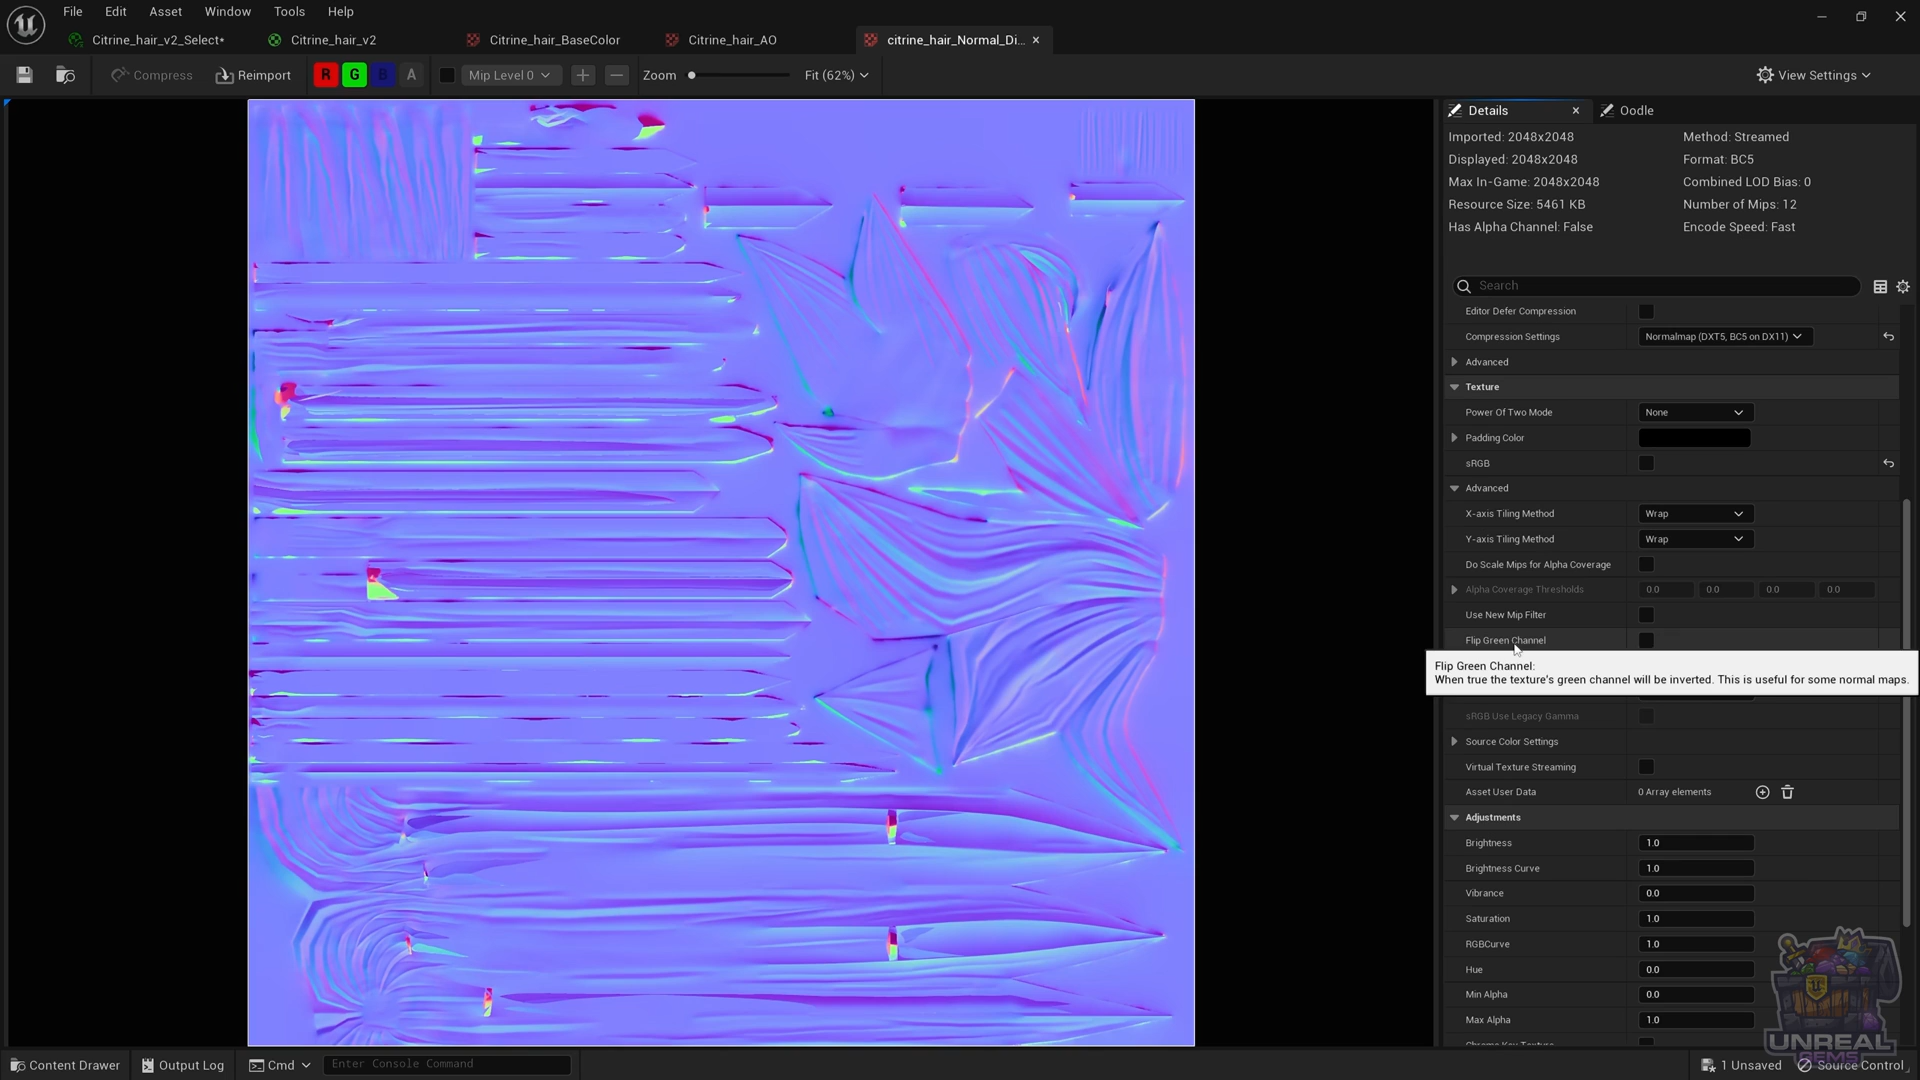 File Edit Asset Window Tools Help
Citrine_hair_v2_Select* Citrine_hair_v2 Citrine_hair_BaseColor Citrine_hair_AO citrine_hair_Normal_Di...
Compress Reimport R G B A Mip Level 0 Zoom Fit (62%) View Settings
Details Oodle
Imported: 2048x2048 Method: Streamed
Displayed: 2048x2048 Format: BC5
Max In-Game: 2048x2048 Combined LOD Bias: 0
Resource Size: 5461 KB Number of Mips: 12
Has Alpha Channel: False Encode Speed: Fast
Search
Editor Defer Compression
Compression Settings Normalmap (DXT5, BC5 on DX11)
Advanced
Texture
Power Of Two Mode None
Padding Color
sRGB
Advanced
X-axis Tiling Method Wrap
Y-axis Tiling Method Wrap
Do Scale Mips for Alpha Coverage
Alpha Coverage Thresholds 0.0 0.0 0.0 0.0
Use New Mip Filter
Flip Green Channel
Flip Green Channel:
When true the texture's green channel will be inverted. This is useful for some normal maps.
sRGB Use Legacy Gamma
Source Color Settings
Virtual Texture Streaming
Asset User Data 0 Array elements
Adjustments
Brightness 1.0
Brightness Curve 1.0
Vibrance 0.0
Saturation 1.0
RGBCurve 1.0
Hue 0.0
Min Alpha 0.0
Max Alpha 1.0
Chroma Key Texture
UNREAL
GEMS
Content Drawer Output Log Cmd Enter Console Command 1 Unsaved Source Control